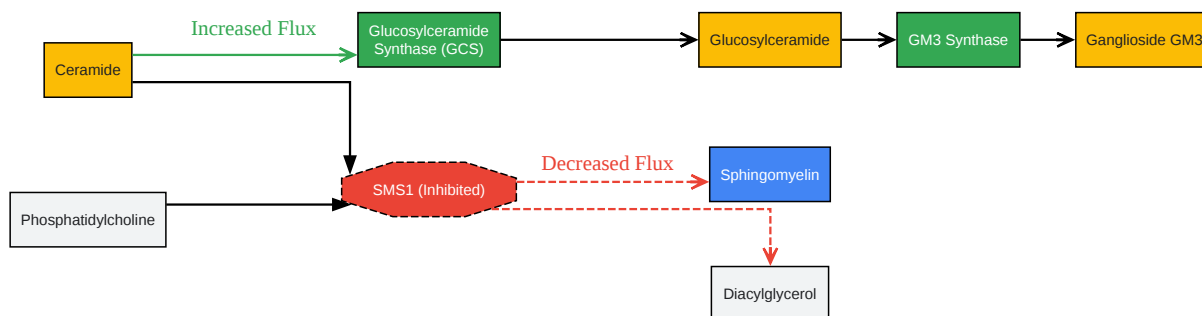 Increased Flux
Ceramide
Glucosylceramide
Synthase (GCS)
Glucosylceramide
GM3 Synthase
Ganglioside GM3
Decreased Flux
SMS1 (Inhibited)
Sphingomyelin
Phosphatidylcholine
Diacylglycerol